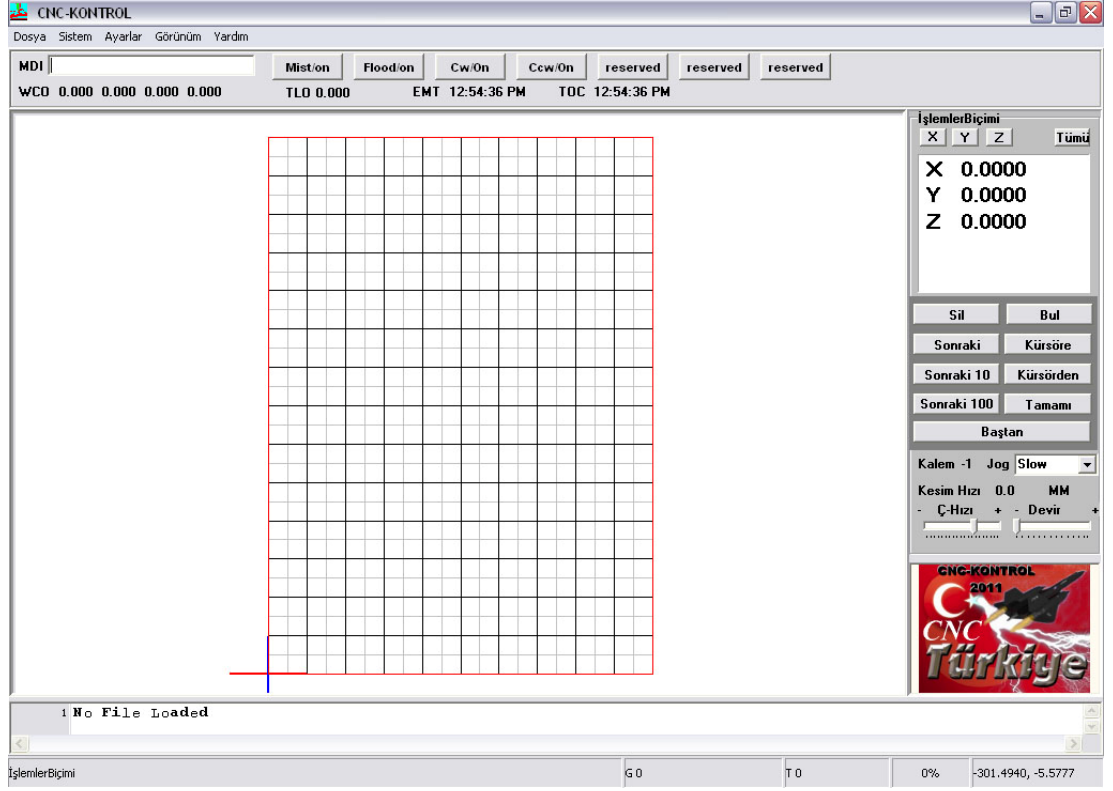 CNC-KONTROL
Dosya Sistem Ayarlar Görünüm Yardım
MDI Mist/on Flood/on Cw/On Ccw/On reserved reserved reserved
WCO 0.000 0.000 0.000 0.000 TLO 0.000 EMT 12:54:36 PM TOC 12:54:36 PM
İşlemlerBiçimi
X Y Z Tümü
X 0.0000
Y 0.0000
Z 0.0000
Sil Bul
Sonraki Kürsöre
Sonraki 10 Kürsörden
Sonraki 100 Tamamı
Baştan
Kalem -1 Jog Slow
Kesim Hızı 0.0 MM
- Ç-Hızı + - Devir +
CNC-KONTROL
2011
CNC
Türkiye
1 No File Loaded
İşlemlerBiçimi G 0 T 0 0% -301.4940, -5.5777